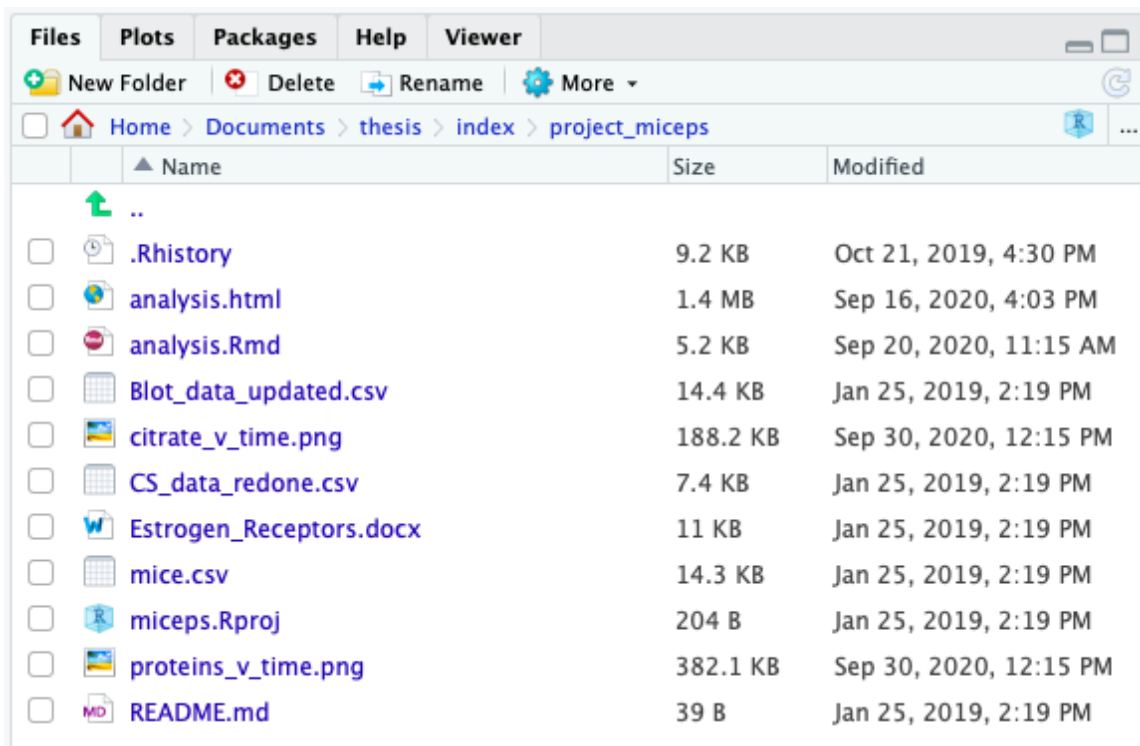 Files Plots Packages Help Viewer
New Folder Delete Rename More
Home > Documents > thesis > index > project_miceps R ...
Name Size Modified
..
.Rhistory 9.2 KB Oct 21, 2019, 4:30 PM
analysis.html 1.4 MB Sep 16, 2020, 4:03 PM
analysis.Rmd 5.2 KB Sep 20, 2020, 11:15 AM
Blot_data_updated.csv 14.4 KB Jan 25, 2019, 2:19 PM
citrate_v_time.png 188.2 KB Sep 30, 2020, 12:15 PM
CS_data_redone.csv 7.4 KB Jan 25, 2019, 2:19 PM
W Estrogen_Receptors.docx 11 KB Jan 25, 2019, 2:19 PM
mice.csv 14.3 KB Jan 25, 2019, 2:19 PM
R miceps.Rproj 204 B Jan 25, 2019, 2:19 PM
proteins_v_time.png 382.1 KB Sep 30, 2020, 12:15 PM
MD README.md 39 B Jan 25, 2019, 2:19 PM